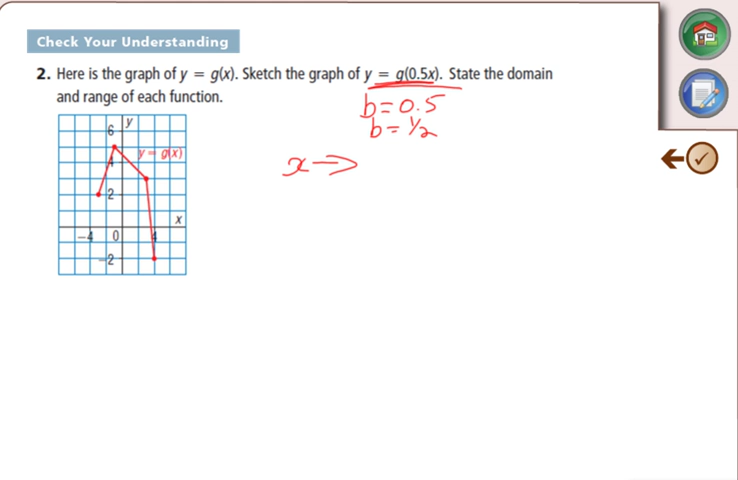 Check Your Understanding
2. Here is the graph of y = g(x). Sketch the graph of y = g(0.5x). State the domain
and range of each function.
b = 0.5
b = 1/2
x →
6 y
4 y = g(x)
2
x
-4 0 4
-2